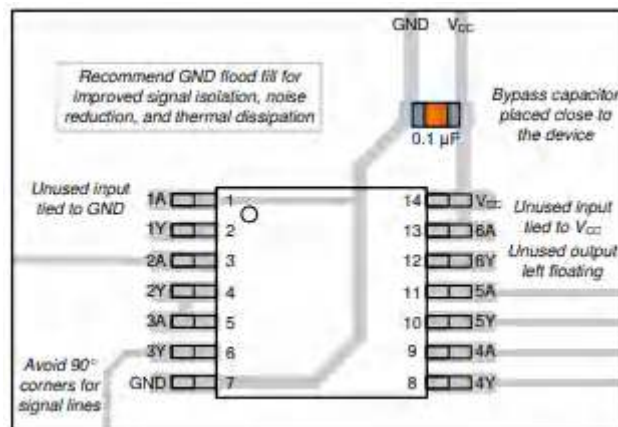 GND V_CC
Recommend GND flood fill for
improved signal isolation, noise
reduction, and thermal dissipation
Bypass capacitor
placed close to
the device
0.1 µF
Unused input
tied to GND
1A 1 14 V_CC
1Y 2 13 6A
2A 3 12 6Y
2Y 4 11 5A
3A 5 10 5Y
3Y 6 9 4A
GND 7 8 4Y
Unused input
tied to V_CC
Unused output
left floating
Avoid 90°
corners for
signal lines